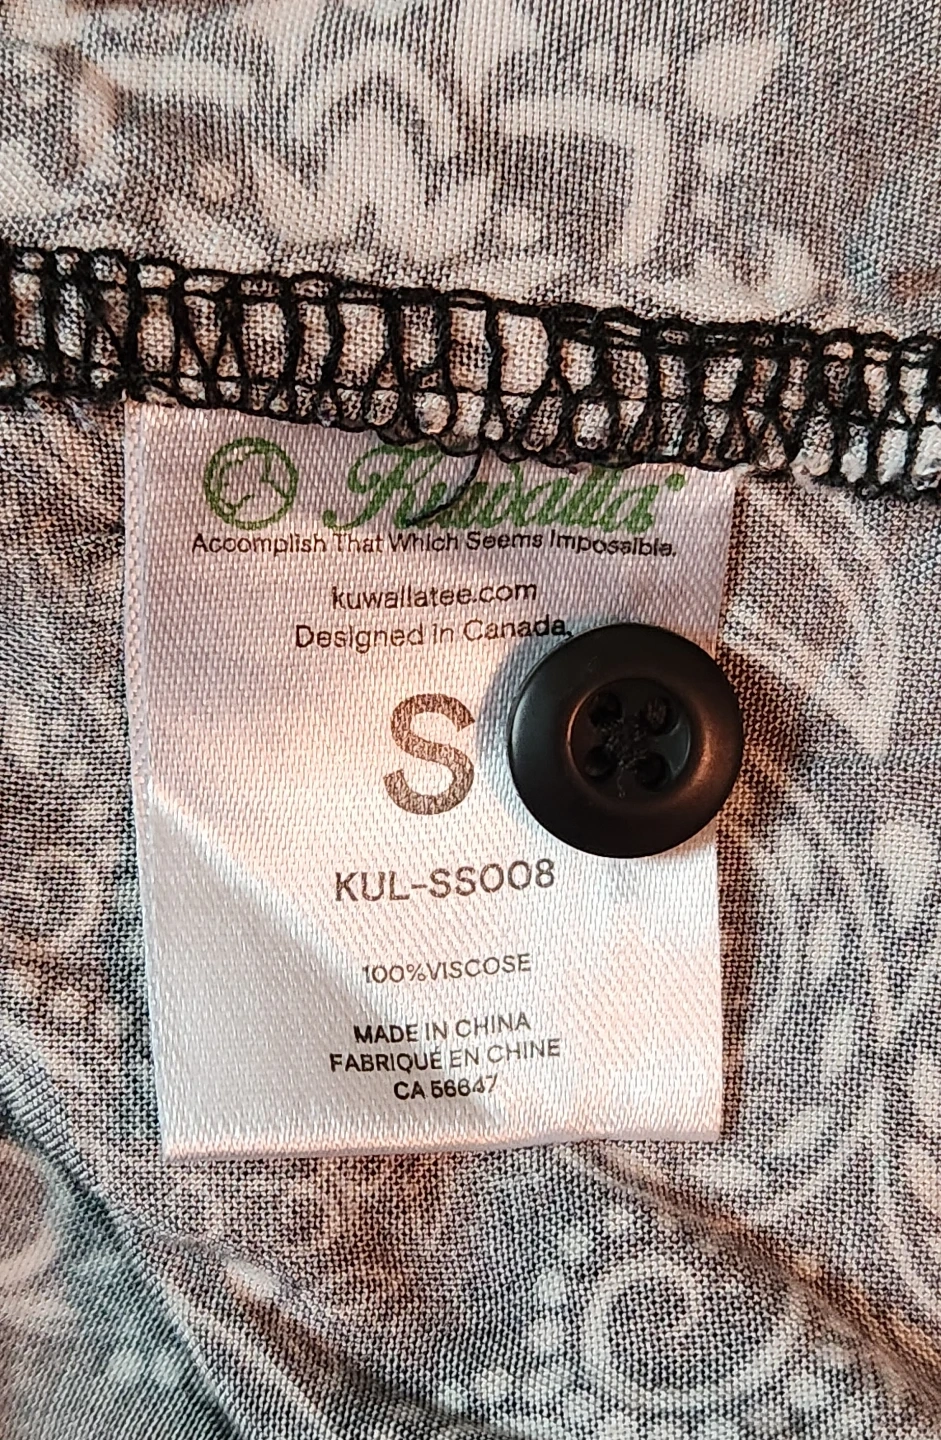 Kuwalla
Accomplish That Which Seems Impossible.
kuwallatee.com
Designed in Canada.
S
KUL-SS008
100%VISCOSE
MADE IN CHINA
FABRIQUÉ EN CHINE
CA 56647